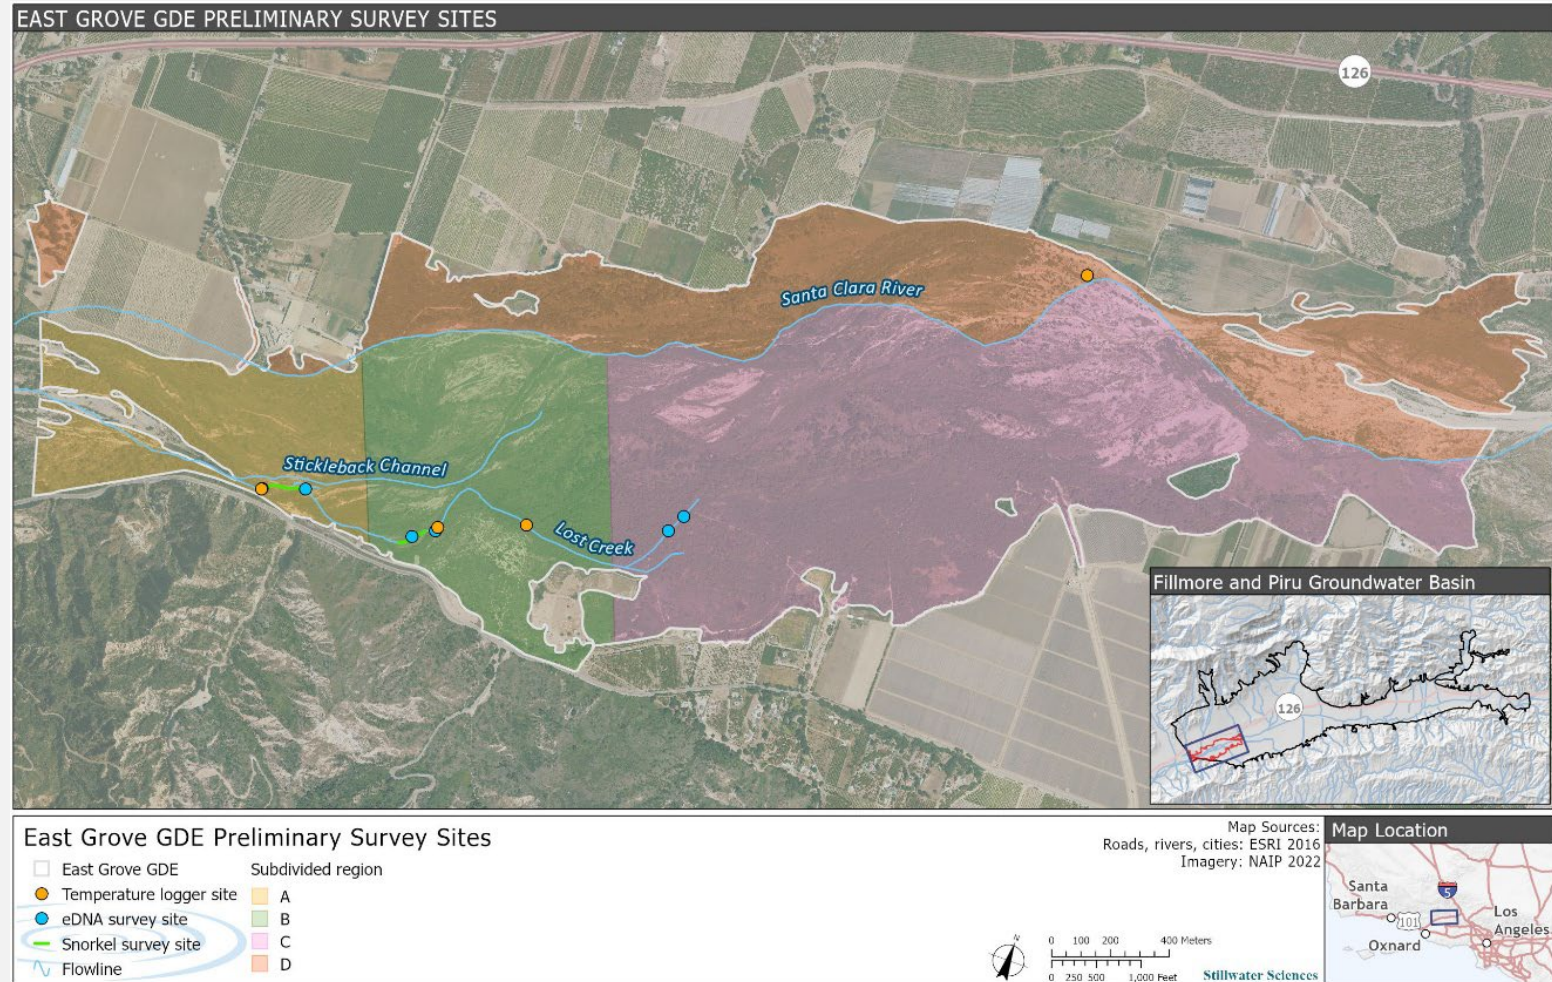 EAST GROVE GDE PRELIMINARY SURVEY SITES
126
Santa Clara River
Stickleback Channel
Lost Creek
Fillmore and Piru Groundwater Basin
126
East Grove GDE Preliminary Survey Sites
East Grove GDE
Temperature logger site
eDNA survey site
Snorkel survey site
Flowline
Subdivided region
A
B
C
D
Map Sources:
Roads, rivers, cities: ESRI 2016
Imagery: NAIP 2022
N
0 100 200 400 Meters
0 250 500 1,000 Feet
Stillwater Sciences
Map Location
Santa
Barbara
101
5
Oxnard
Los
Angeles